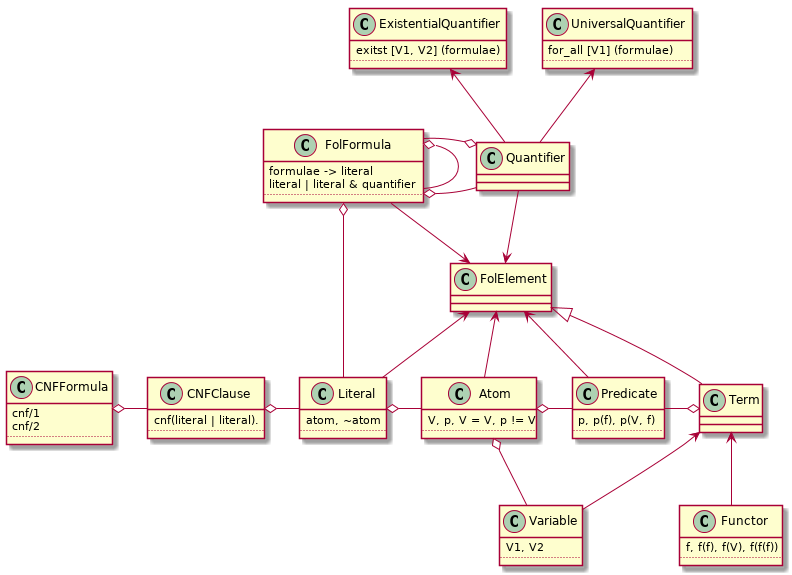 C ExistentialQuantifier
exitst [V1, V2] (formulae)
C UniversalQuantifier
for_all [V1] (formulae)
C FolFormula
formulae -> literal
literal | literal & quantifier
C Quantifier
C FolElement
C CNFFormula
cnf/1
cnf/2
C CNFClause
cnf(literal | literal).
C Literal
atom, ~atom
C Atom
V, p, V = V, p != V
C Predicate
p, p(f), p(V, f)
C Term
C Variable
V1, V2
C Functor
f, f(f), f(V), f(f(f))